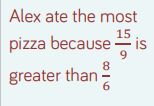 Alex ate the most
pizza because 15/9 is
greater than 8/6